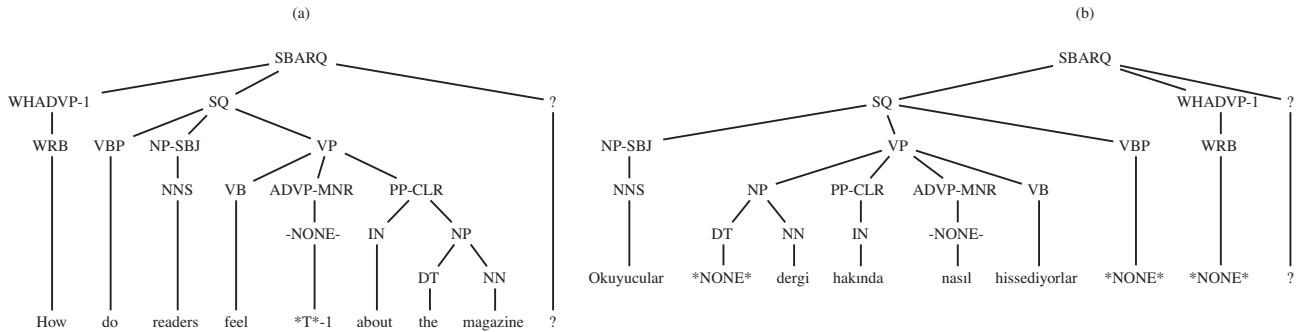 (a) (b)
SBARQ SBARQ
WHADVP-1 SQ ? SQ WHADVP-1 ?
WRB VBP NP-SBJ VP NP-SBJ VP VBP WRB
NNS VB ADVP-MNR PP-CLR NNS NP PP-CLR ADVP-MNR VB
-NONE- IN NP DT NN IN -NONE-
DT NN Okuyucular *NONE* dergi hakında nasıl hissediyorlar *NONE* *NONE* ?
How do readers feel *T*-1 about the magazine ?